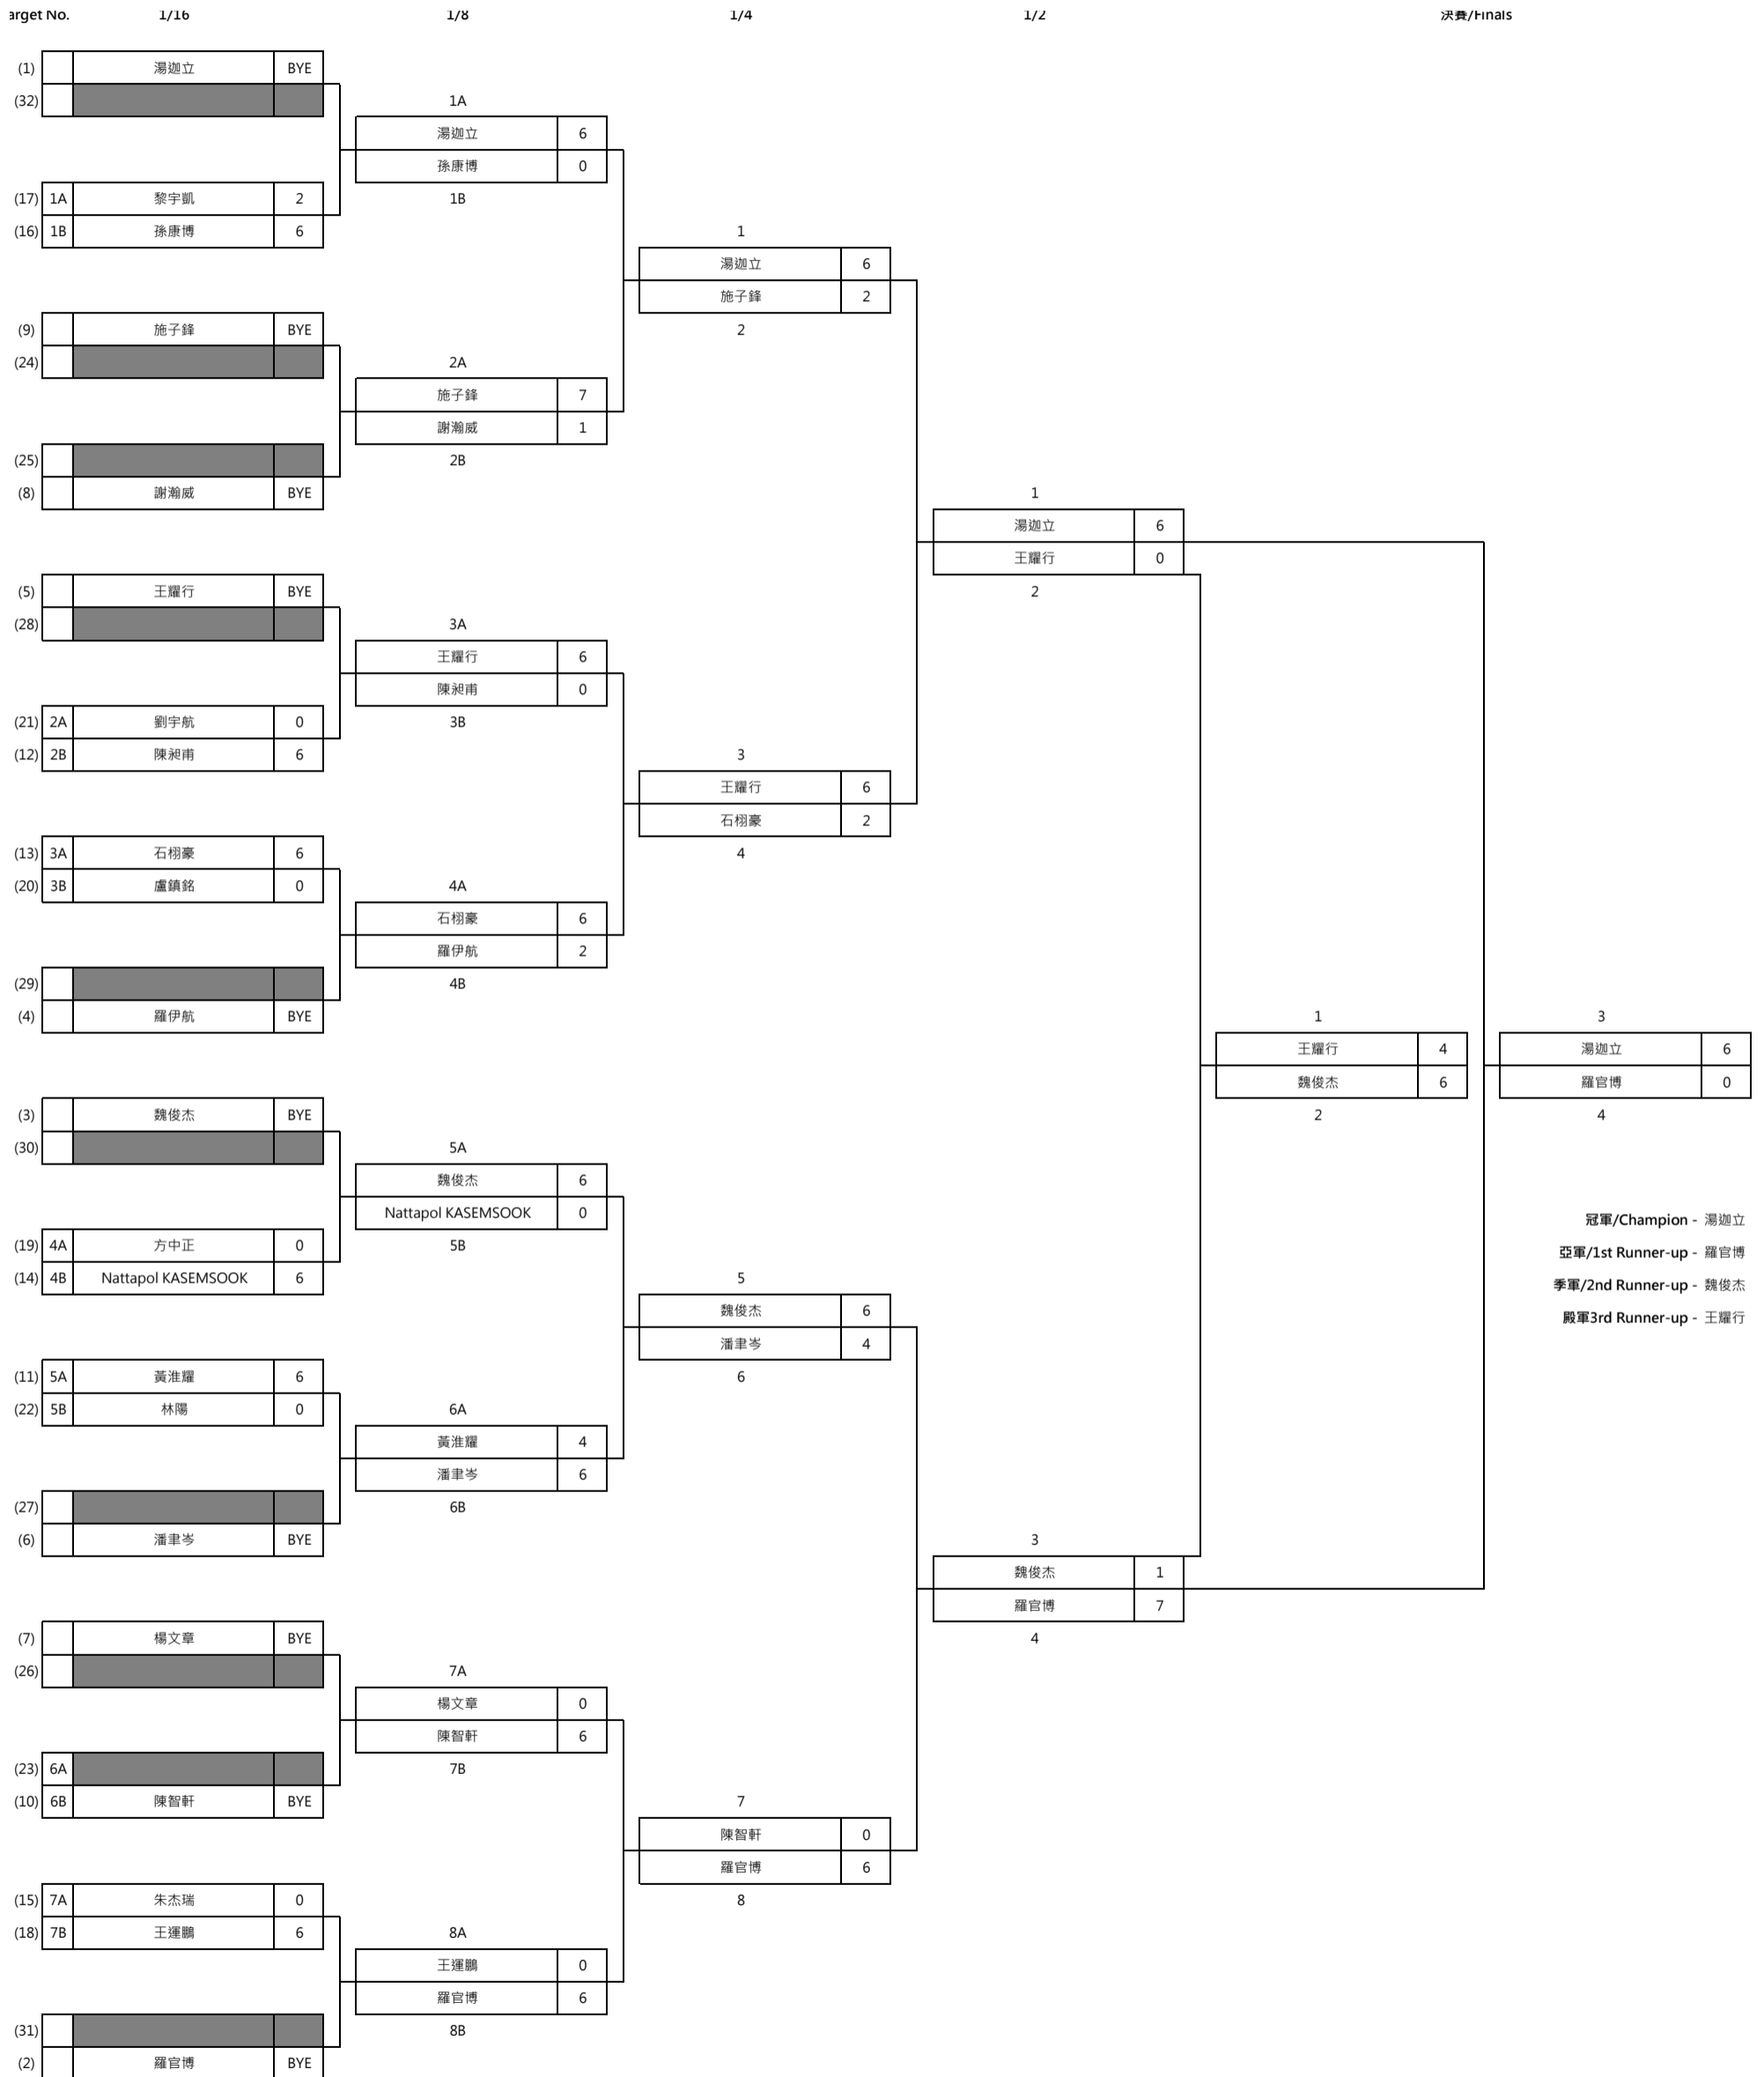 arget No. 1/16 1/8 1/4 1/2 決賽/Finals
(1) 湯迦立 BYE
(32) 1A
湯迦立 6
孫康博 0
(17) 1A 黎宇凱 2 1B
(16) 1B 孫康博 6 1
湯迦立 6
施子鋒 2
(9) 施子鋒 BYE 2
(24) 2A
施子鋒 7
謝瀚威 1
(25) 2B
(8) 謝瀚威 BYE 1
湯迦立 6
王耀行 0
(5) 王耀行 BYE 2
(28) 3A
王耀行 6
陳昶甫 0
(21) 2A 劉宇航 0 3B
(12) 2B 陳昶甫 6 3
王耀行 6
石栩豪 2
(13) 3A 石栩豪 6 4
(20) 3B 盧鎮銘 0 4A
石栩豪 6
羅伊航 2
(29) 4B
(4) 羅伊航 BYE 1 3
王耀行 4 湯迦立 6
魏俊杰 6 羅官博 0
(3) 魏俊杰 BYE 2 4
(30) 5A
魏俊杰 6
Nattapol KASEMSOOK 0
冠軍/Champion - 湯迦立
(19) 4A 方中正 0 5B 亞軍/1st Runner-up - 羅官博
(14) 4B Nattapol KASEMSOOK 6 5 季軍/2nd Runner-up - 魏俊杰
魏俊杰 6 殿軍3rd Runner-up - 王耀行
潘聿岑 4
(11) 5A 黃淮耀 6 6
(22) 5B 林陽 0 6A
黃淮耀 4
潘聿岑 6
(27) 6B
(6) 潘聿岑 BYE 3
魏俊杰 1
羅官博 7
(7) 楊文章 BYE 4
(26) 7A
楊文章 0
陳智軒 6
(23) 6A 7B
(10) 6B 陳智軒 BYE 7
陳智軒 0
羅官博 6
(15) 7A 朱杰瑞 0 8
(18) 7B 王運鵬 6 8A
王運鵬 0
羅官博 6
(31) 8B
(2) 羅官博 BYE